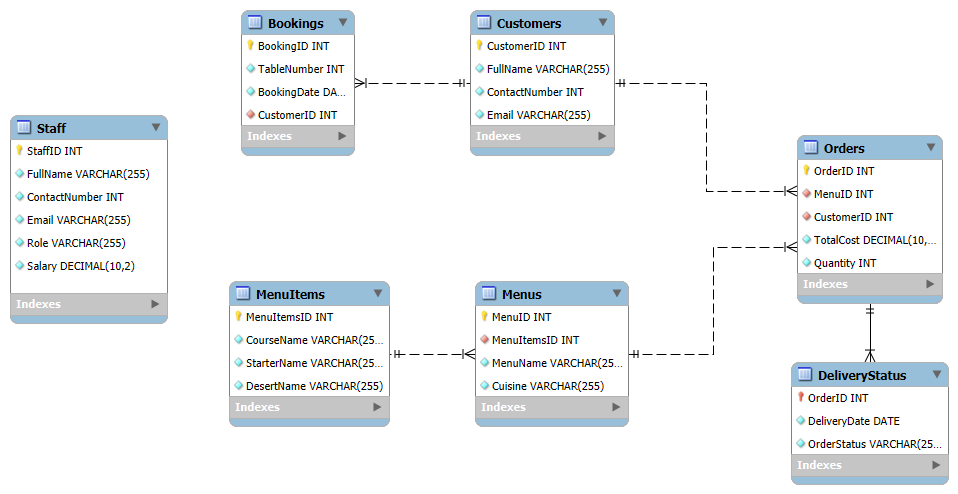 Bookings
BookingID INT
TableNumber INT
BookingDate DA...
CustomerID INT
Indexes
Customers
CustomerID INT
FullName VARCHAR(255)
ContactNumber INT
Email VARCHAR(255)
Indexes
Staff
StaffID INT
FullName VARCHAR(255)
ContactNumber INT
Email VARCHAR(255)
Role VARCHAR(255)
Salary DECIMAL(10,2)
Indexes
Orders
OrderID INT
MenuID INT
CustomerID INT
TotalCost DECIMAL(10,...
Quantity INT
Indexes
MenuItems
MenuItemsID INT
CourseName VARCHAR(25...
StarterName VARCHAR(25...
DesertName VARCHAR(255)
Indexes
Menus
MenuID INT
MenuItemsID INT
MenuName VARCHAR(25...
Cuisine VARCHAR(255)
Indexes
DeliveryStatus
OrderID INT
DeliveryDate DATE
OrderStatus VARCHAR(25...
Indexes